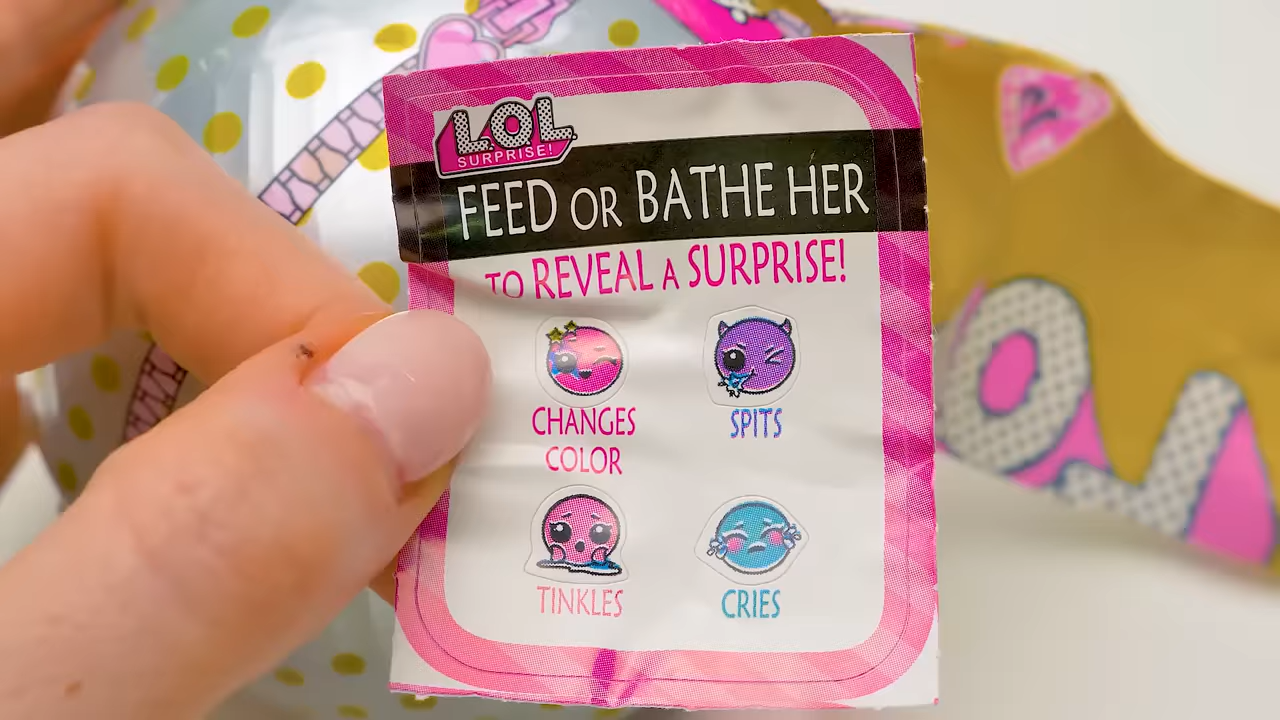 L.O.L.
SURPRISE!
FEED OR BATHE HER
TO REVEAL A SURPRISE!
CHANGES
COLOR
SPITS
TINKLES
CRIES